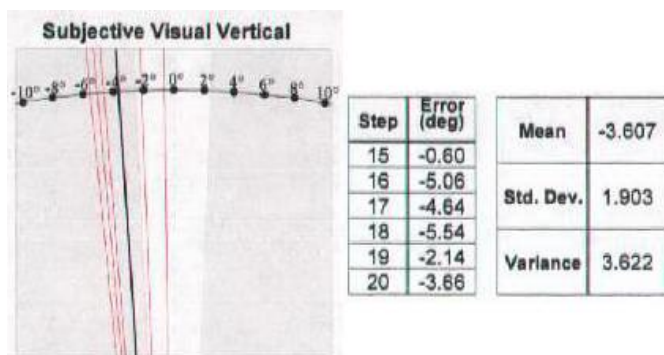 Subjective Visual Vertical
-10° -8° -6° -4° -2° 0° 2° 4° 6° 8° 10°
Step Error (deg)
15 -0.60
16 -5.06
17 -4.64
18 -5.54
19 -2.14
20 -3.66
Mean -3.607
Std. Dev. 1.903
Variance 3.622